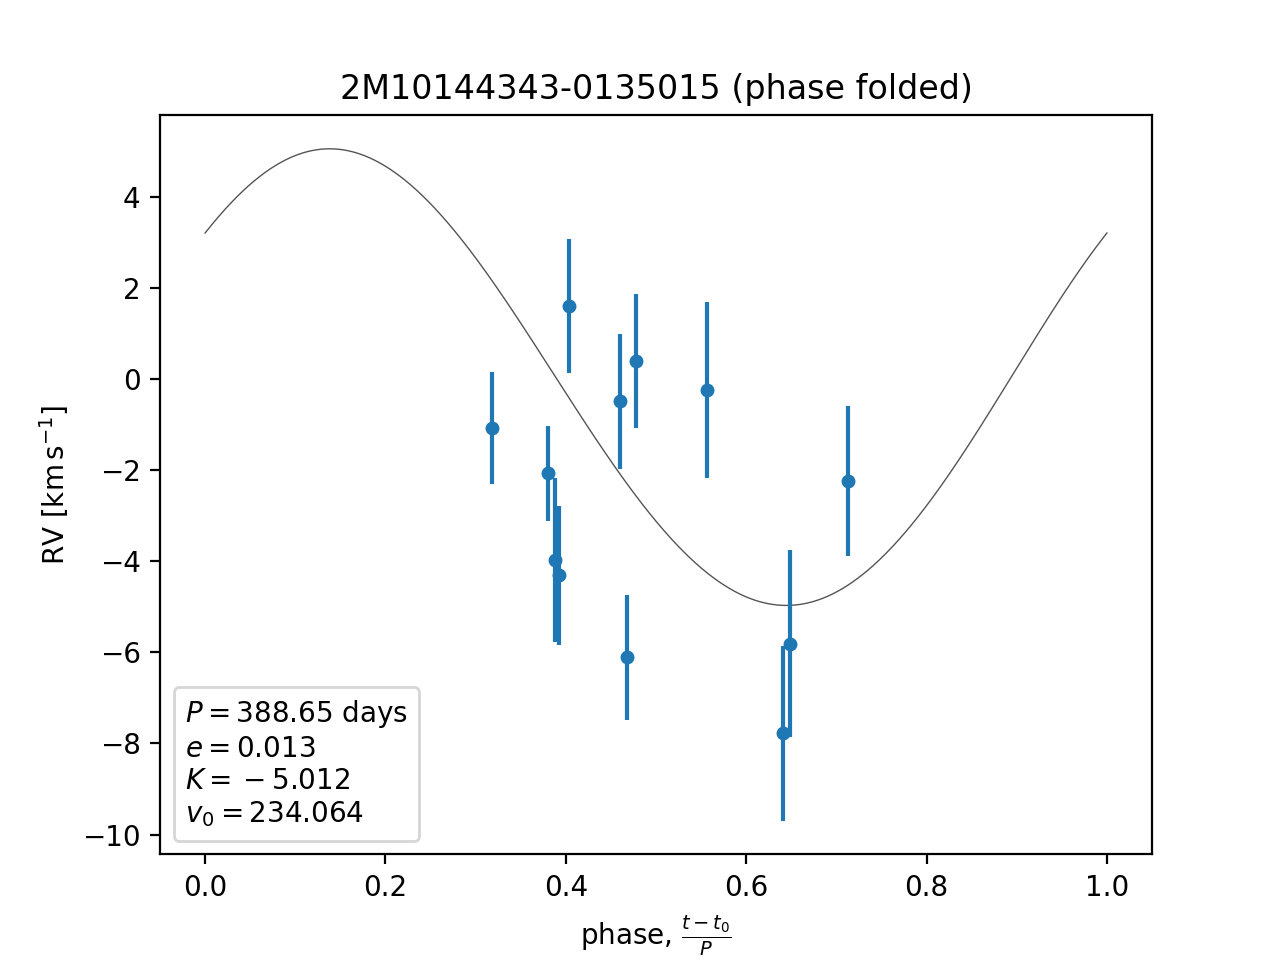 2M10144343-0135015 (phase folded)
RV [km s⁻¹]
4
2
0
−2
−4
−6
−8
−10
P = 388.65 days
e = 0.013
K = −5.012
v₀ = 234.064
0.0 0.2 0.4 0.6 0.8 1.0
phase, (t − t₀)/P